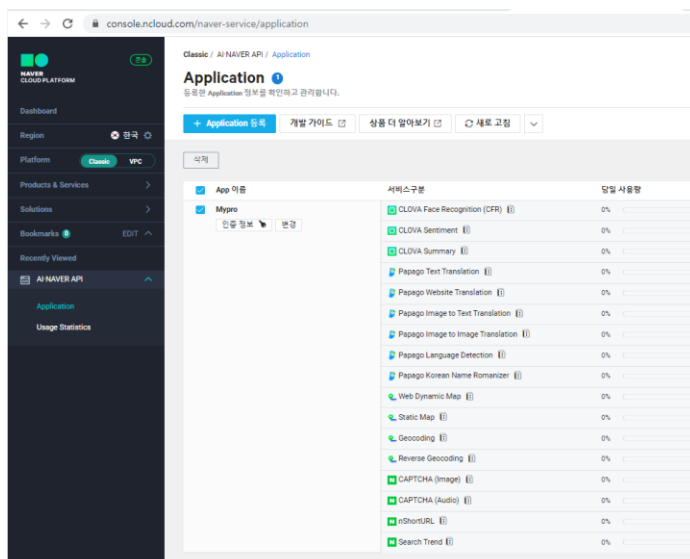 console.ncloud.com/naver-service/application
NAVER
CLOUD PLATFORM
Dashboard
Region 한국
Platform Classic VPC
Products & Services
Solutions
Bookmarks 0 EDIT
Recently Viewed
AI·NAVER API
Application
Usage Statistics
Classic / AI·NAVER API / Application
Application 1
등록한 Application 정보를 확인하고 관리합니다.
+ Application 등록 개발 가이드 상품 더 알아보기 새로 고침
삭제
App 이름 서비스구분 당일 사용량
Mypro
인증 정보 변경
CLOVA Face Recognition (CFR) 0%
CLOVA Sentiment 0%
CLOVA Summary 0%
Papago Text Translation 0%
Papago Website Translation 0%
Papago Image to Text Translation 0%
Papago Image to Image Translation 0%
Papago Language Detection 0%
Papago Korean Name Romanizer 0%
Web Dynamic Map 0%
Static Map 0%
Geocoding 0%
Reverse Geocoding 0%
CAPTCHA (Image) 0%
CAPTCHA (Audio) 0%
nShortURL 0%
Search Trend 0%